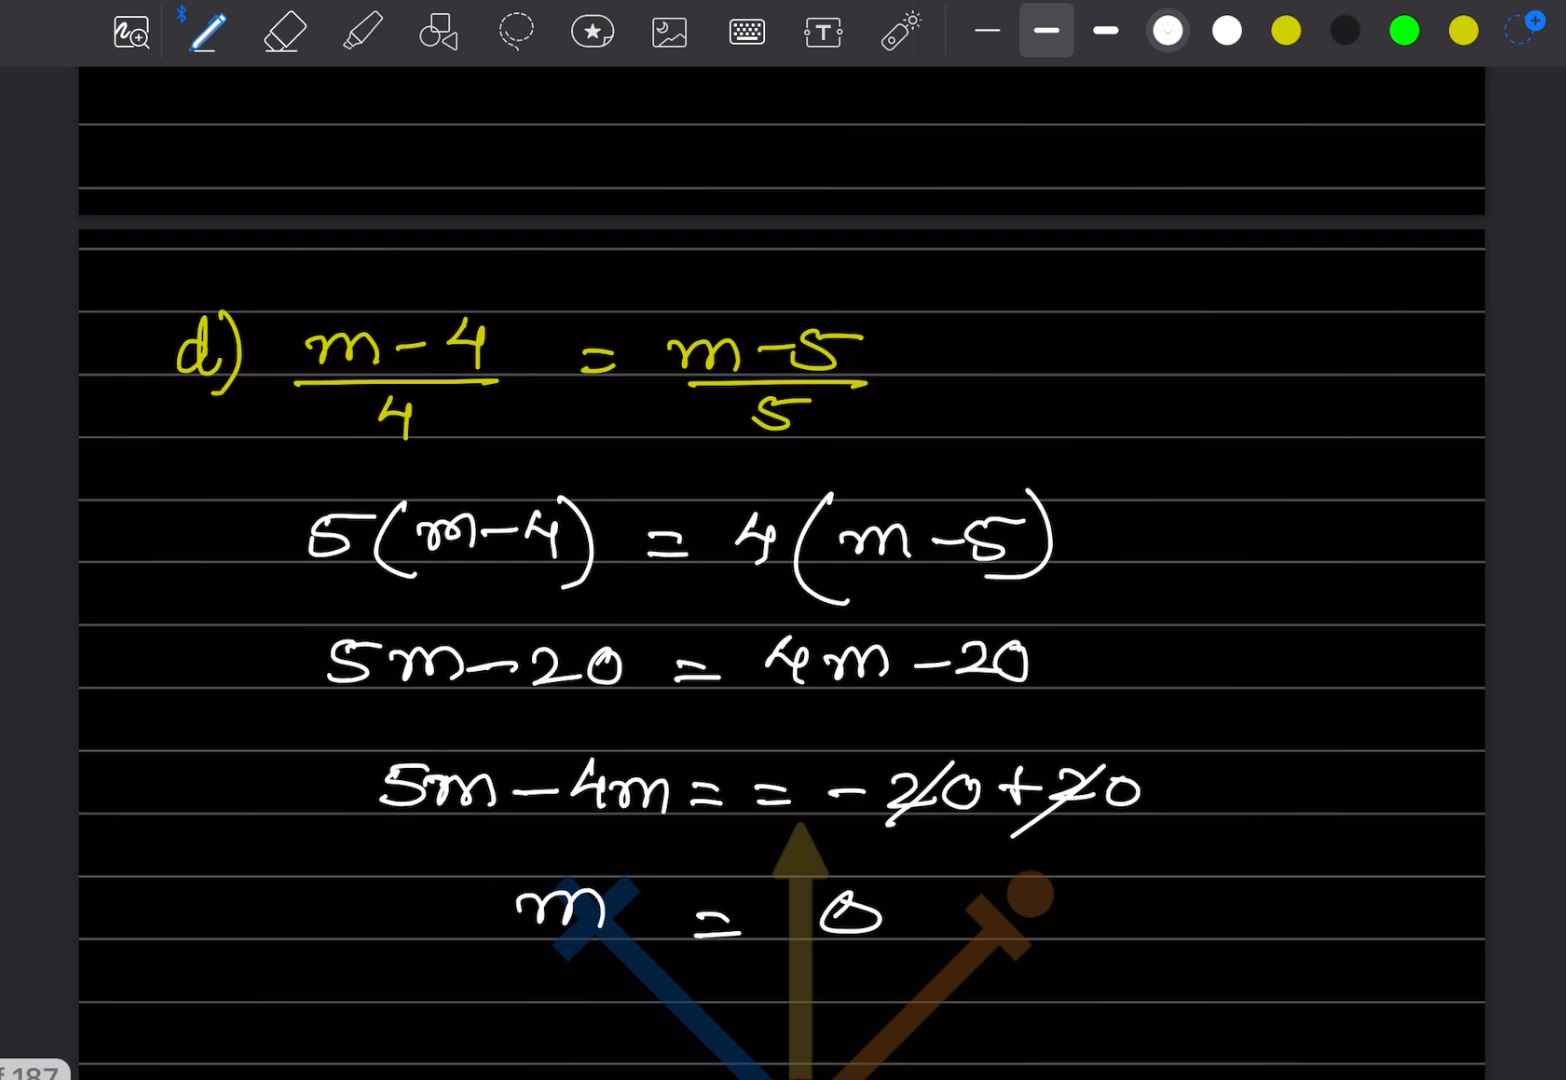 d) m-4 = m-5
4 5
5(m-4) = 4(m-5)
5m-20 = 4m-20
5m-4m = = -20+20
m = 0
187